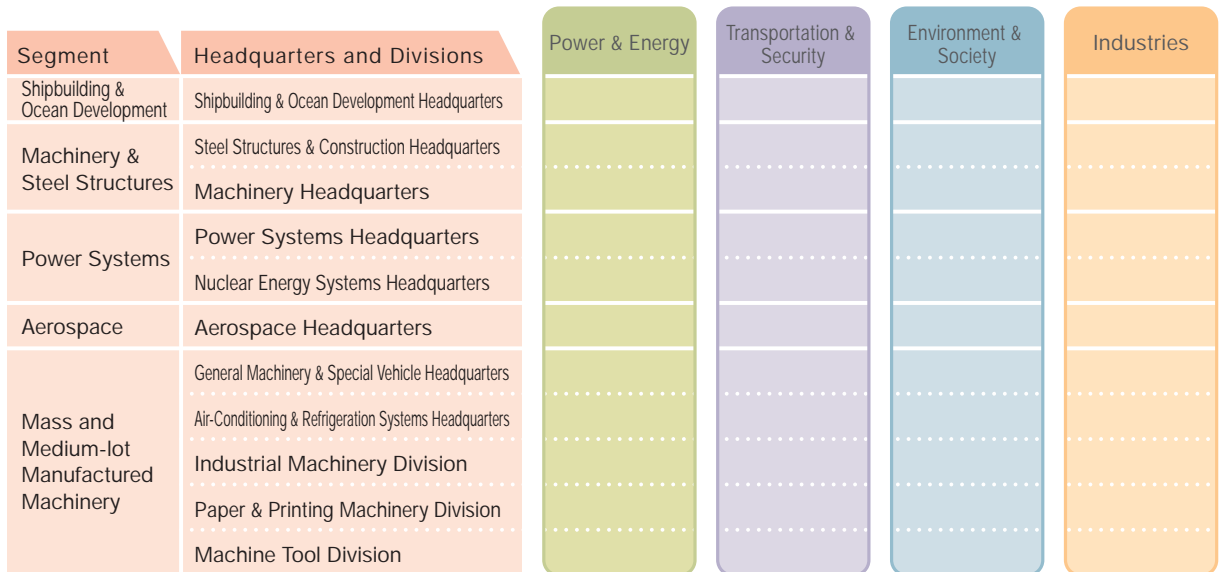 Segment
Headquarters and Divisions
Power & Energy
Transportation &
Security
Environment &
Society
Industries
Shipbuilding &
Ocean Development
Shipbuilding & Ocean Development Headquarters
Machinery &
Steel Structures
Steel Structures & Construction Headquarters
Machinery Headquarters
Power Systems
Power Systems Headquarters
Nuclear Energy Systems Headquarters
Aerospace
Aerospace Headquarters
Mass and
Medium-lot
Manufactured
Machinery
General Machinery & Special Vehicle Headquarters
Air-Conditioning & Refrigeration Systems Headquarters
Industrial Machinery Division
Paper & Printing Machinery Division
Machine Tool Division